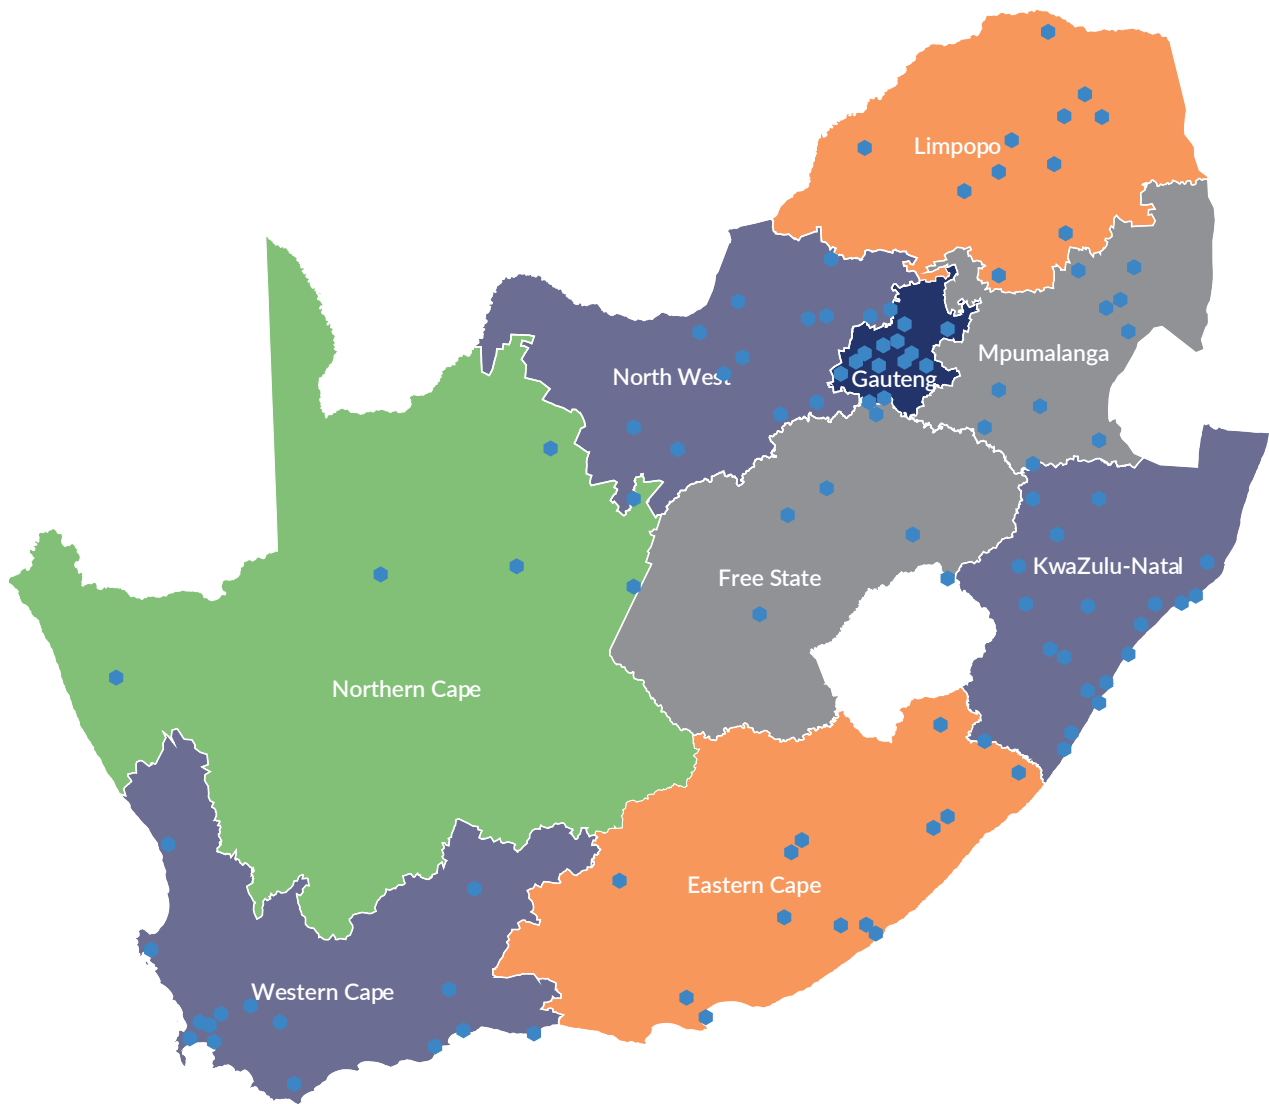 Limpopo
Mpumalanga
North West
Gauteng
KwaZulu-Natal
Free State
Northern Cape
Eastern Cape
Western Cape